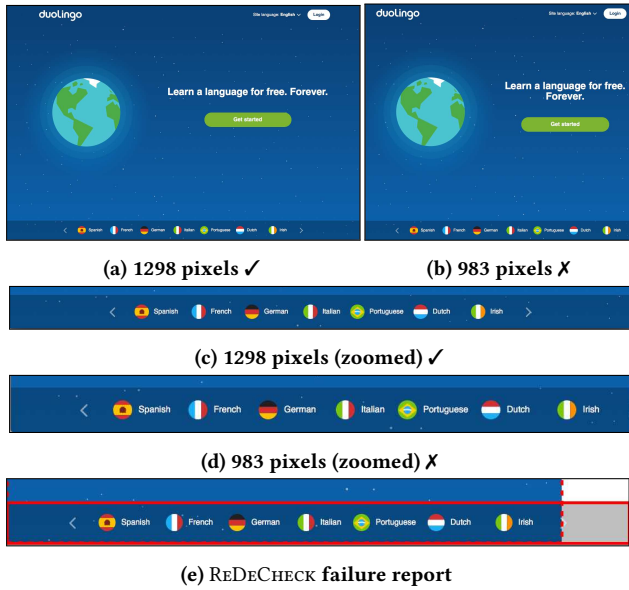 duolingo Site language: English Login
Learn a language for free. Forever.
Get started
Spanish French German Italian Portuguese Dutch Irish
duolingo Site language: English Login
Learn a language for free.
Forever.
Get started
Spanish French German Italian Portuguese Dutch Irish
(a) 1298 pixels ✓
(b) 983 pixels ✗
Spanish French German Italian Portuguese Dutch Irish
(c) 1298 pixels (zoomed) ✓
Spanish French German Italian Portuguese Dutch Irish
(d) 983 pixels (zoomed) ✗
Spanish French German Italian Portuguese Dutch Irish
(e) REDECHECK failure report